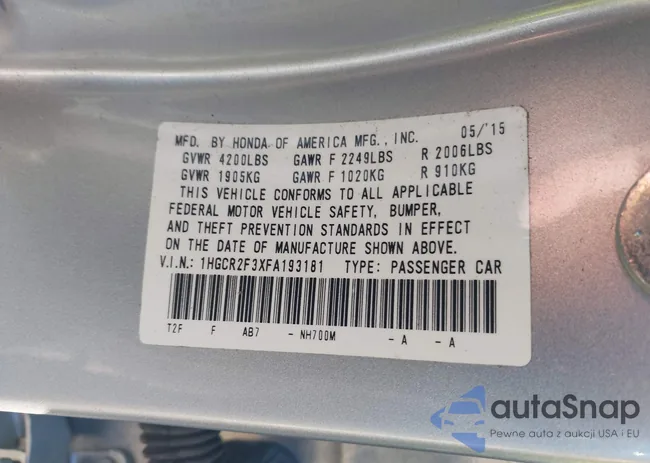 MFD. BY HONDA OF AMERICA MFG., INC. 05/'15
GVWR 4200LBS GAWR F 2249LBS R 2006LBS
GVWR 1905KG GAWR F 1020KG R 910KG
THIS VEHICLE CONFORMS TO ALL APPLICABLE
FEDERAL MOTOR VEHICLE SAFETY, BUMPER,
AND THEFT PREVENTION STANDARDS IN EFFECT
ON THE DATE OF MANUFACTURE SHOWN ABOVE.
V.I.N.: 1HGCR2F3XFA193181 TYPE: PASSENGER CAR
T2F F AB7 - NH700M - A - A
autoSnap
Pewne auto z aukcji USA i EU